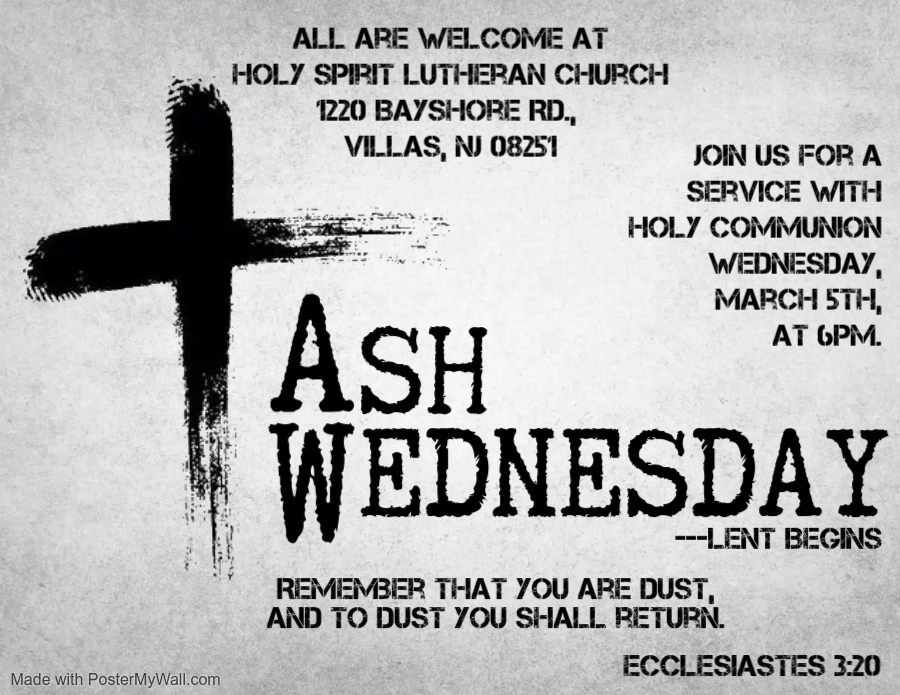 ALL ARE WELCOME AT
HOLY SPIRIT LUTHERAN CHURCH
1220 BAYSHORE RD.,
VILLAS, NJ 08251
JOIN US FOR A
SERVICE WITH
HOLY COMMUNION
WEDNESDAY,
MARCH 5TH,
AT 6PM.
ASH
WEDNESDAY
---LENT BEGINS
REMEMBER THAT YOU ARE DUST,
AND TO DUST YOU SHALL RETURN.
ECCLESIASTES 3:20
Made with PosterMyWall.com